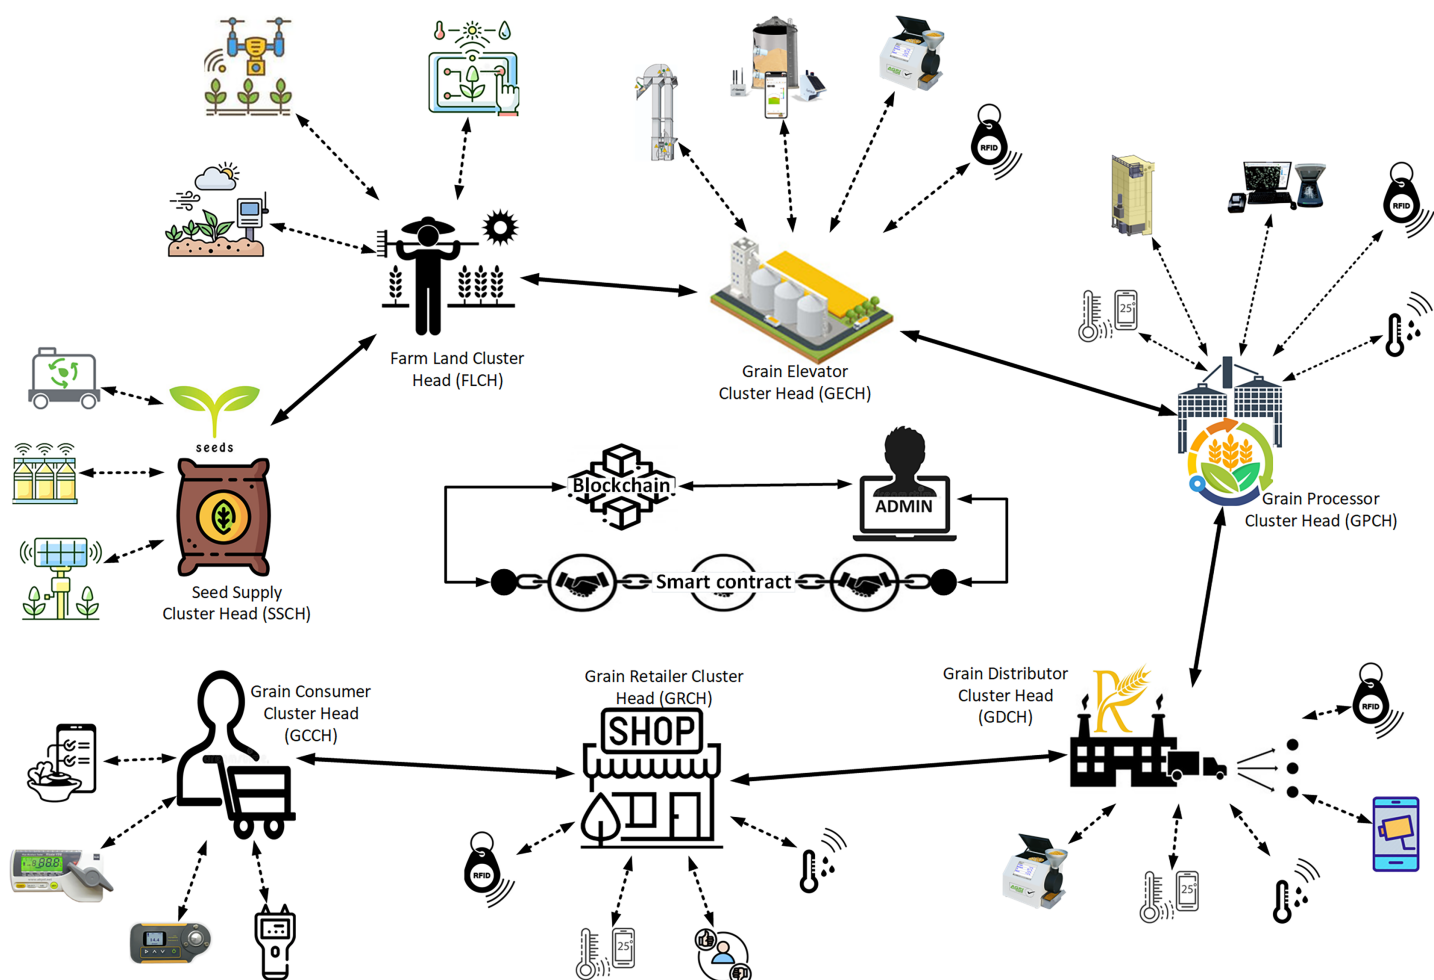 RFID
RFID
25°
Farm Land Cluster
Head (FLCH)
Grain Elevator
Cluster Head (GECH)
seeds
Blockchain
ADMIN
Grain Processor
Cluster Head (GPCH)
Smart contract
Seed Supply
Cluster Head (SSCH)
Grain Consumer
Cluster Head
(GCCH)
Grain Retailer Cluster
Head (GRCH)
SHOP
Grain Distributor
Cluster Head
(GDCH)
R
RFID
RFID
25°
25°